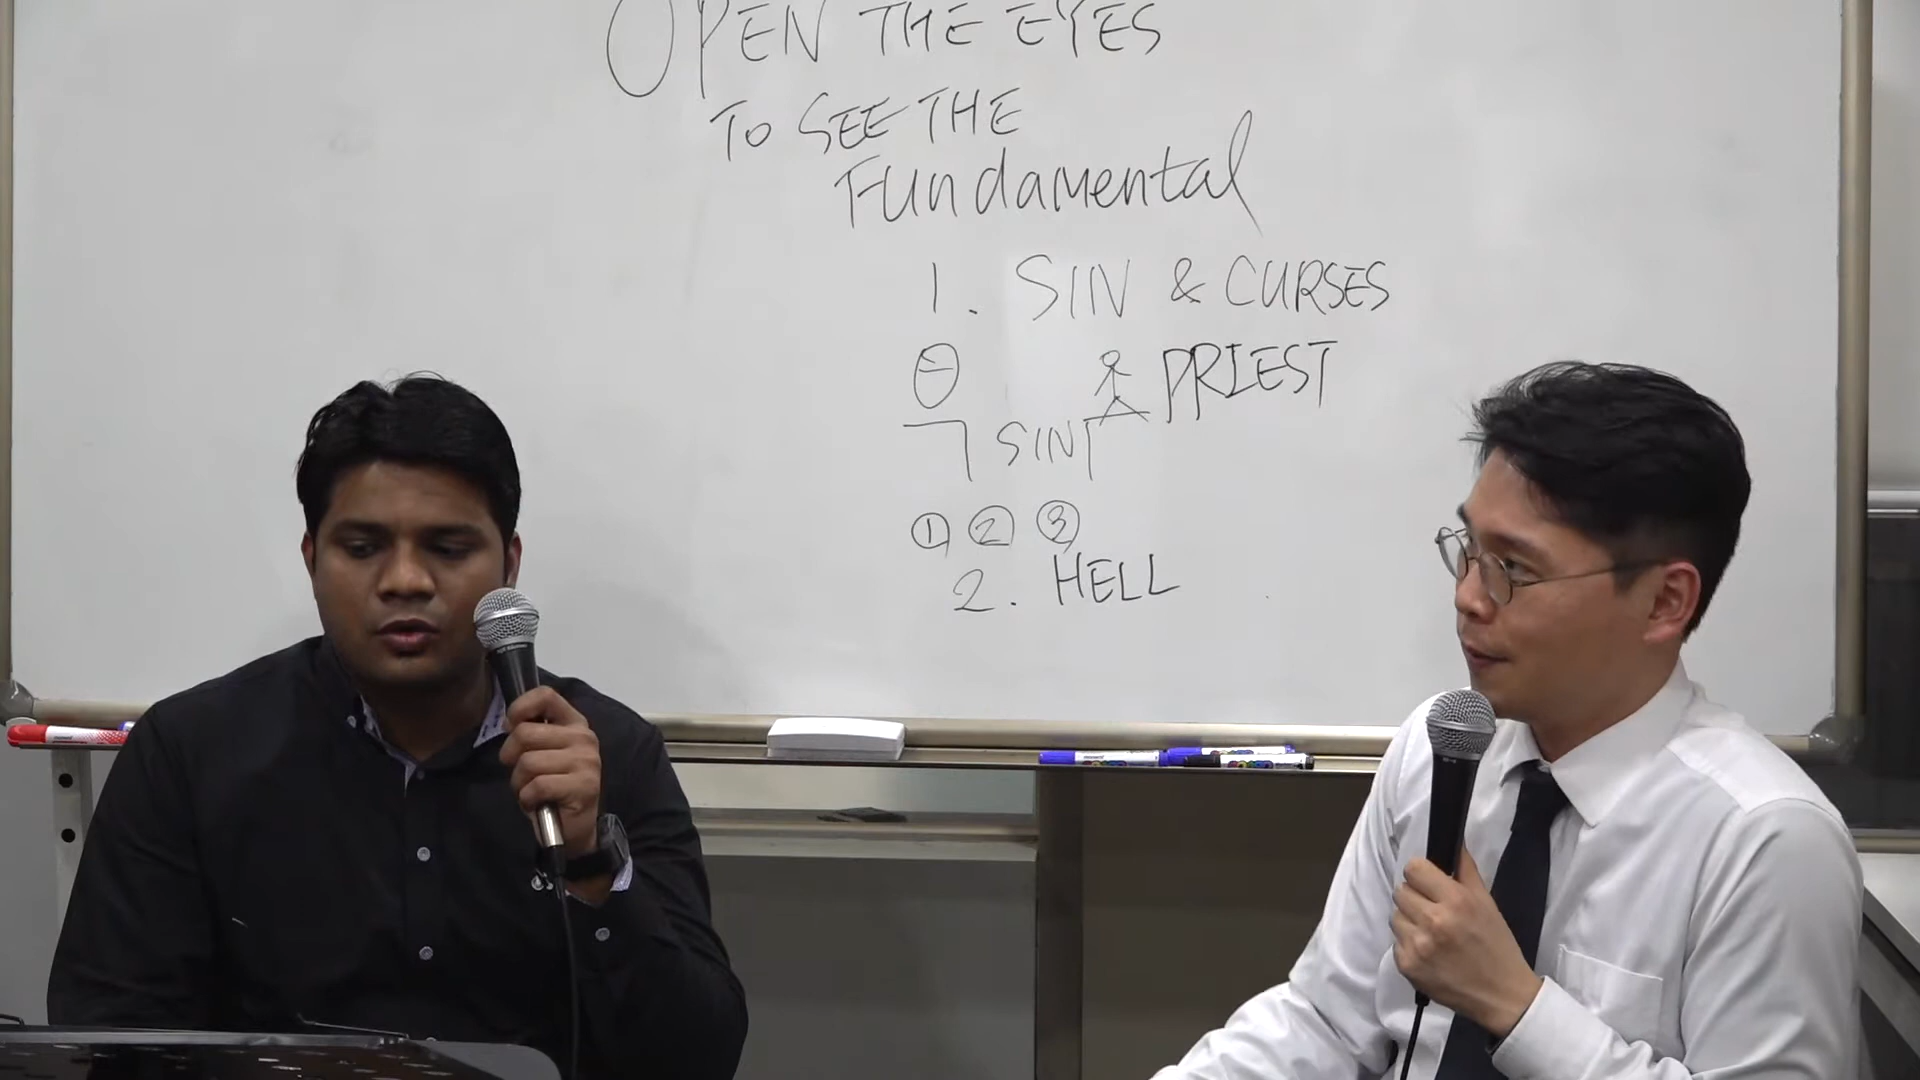 OPEN THE EYES
TO SEE THE
Fundamental
1. SIN & CURSES
PRIEST
SIN
① ② ③
2. HELL